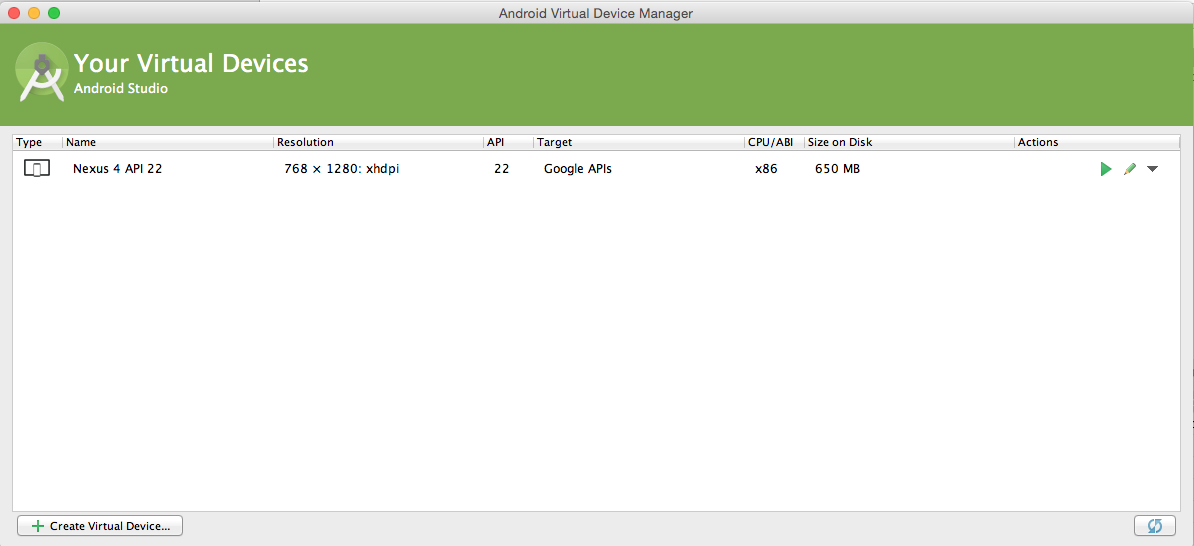 Android Virtual Device Manager
Your Virtual Devices
Android Studio
Type Name Resolution API Target CPU/ABI Size on Disk Actions
Nexus 4 API 22 768 × 1280: xhdpi 22 Google APIs x86 650 MB
Create Virtual Device...